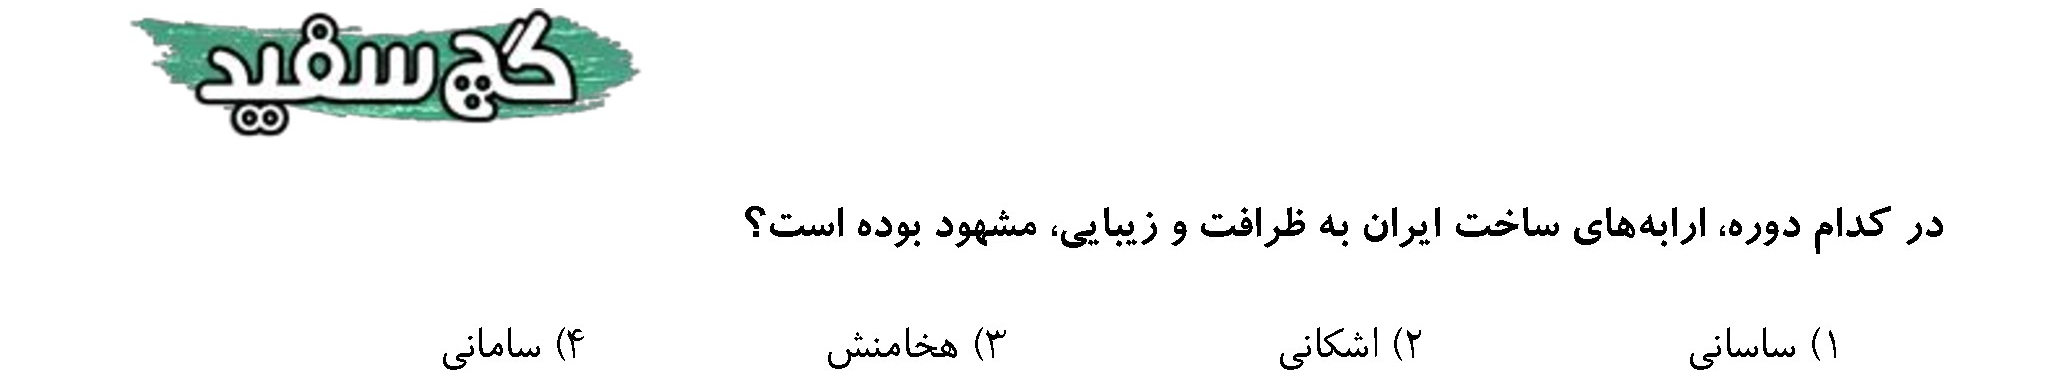 گچ سفید
در کدام دوره، ارابه‌های ساخت ایران به ظرافت و زیبایی، مشهود بوده است؟
۱) ساسانی ۲) اشکانی ۳) هخامنش ۴) سامانی